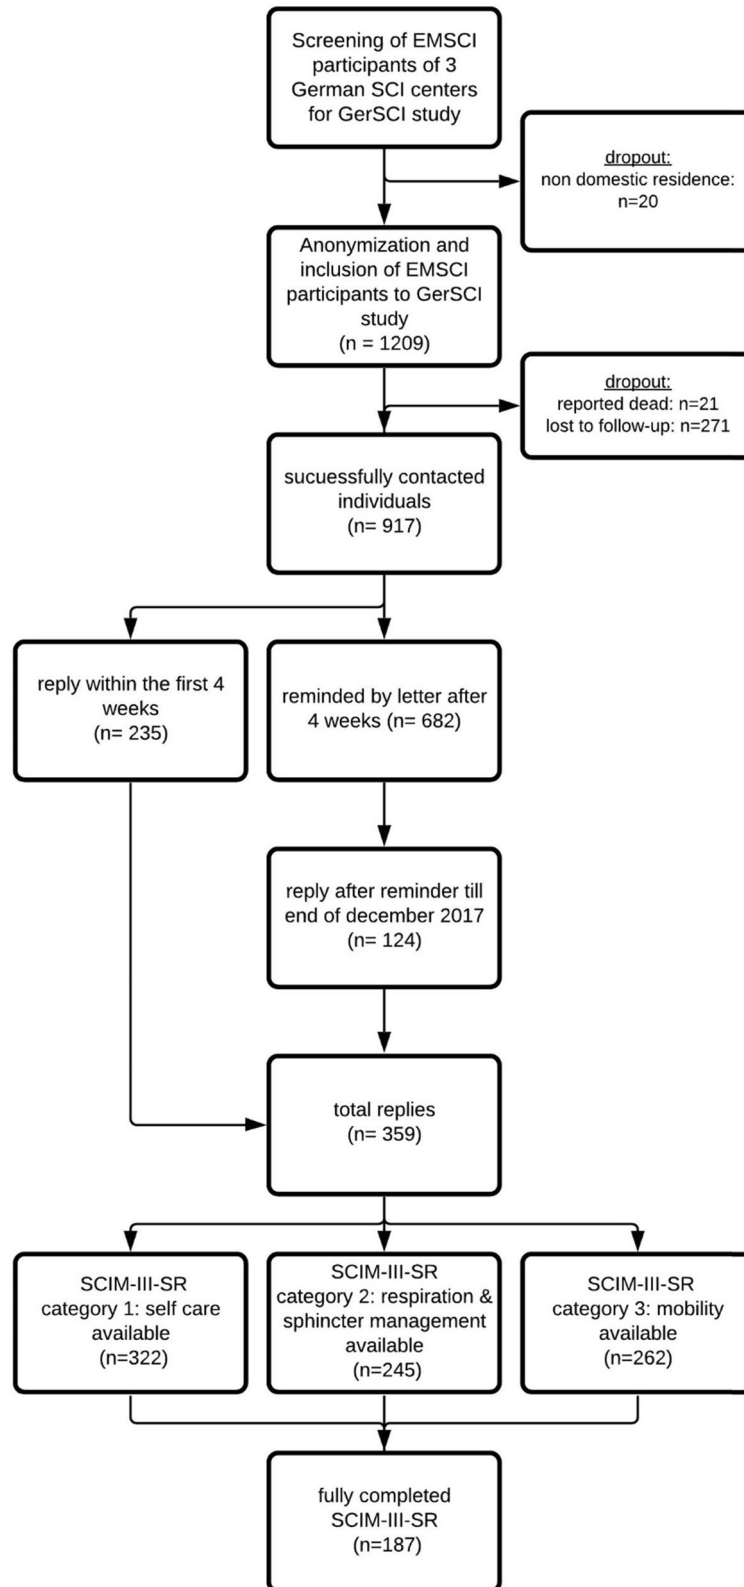 Screening of EMSCI
participants of 3
German SCI centers
for GerSCI study
dropout:
non domestic residence:
n=20
Anonymization and
inclusion of EMSCI
participants to GerSCI
study
(n = 1209)
dropout:
reported dead: n=21
lost to follow-up: n=271
sucuessfully contacted
individuals
(n= 917)
reply within the first 4
weeks
(n= 235)
reminded by letter after
4 weeks (n= 682)
reply after reminder till
end of december 2017
(n= 124)
total replies
(n= 359)
SCIM-III-SR
category 1: self care
available
(n=322)
SCIM-III-SR
category 2: respiration &
sphincter management
available
(n=245)
SCIM-III-SR
category 3: mobility
available
(n=262)
fully completed
SCIM-III-SR
(n=187)